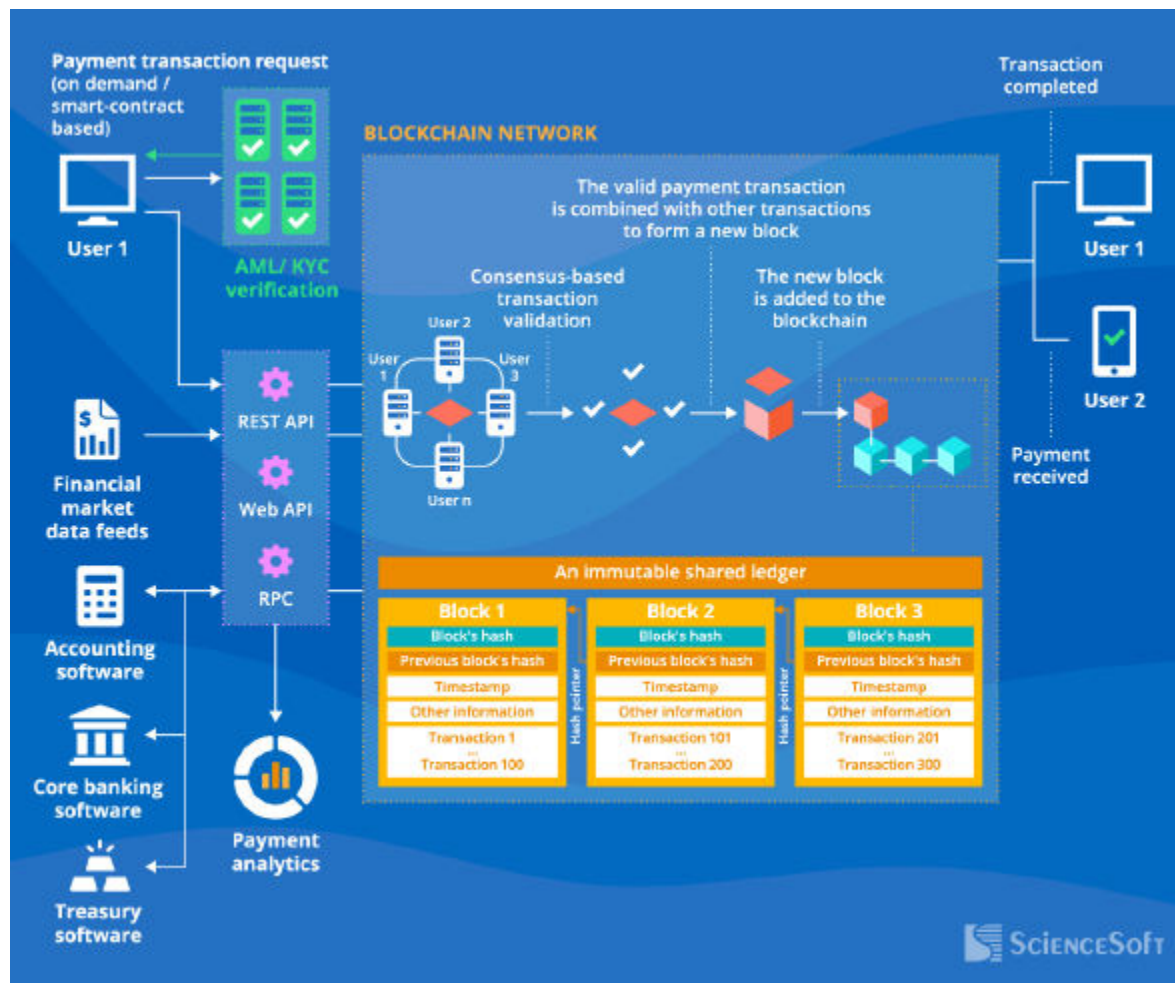 Payment transaction request
(on demand /
smart-contract
based)
User 1
AML/ KYC
verification
BLOCKCHAIN NETWORK
The valid payment transaction
is combined with other transactions
to form a new block
Consensus-based
transaction
validation
The new block
is added to the
blockchain
User 2
User
1
User
3
User n
Transaction
completed
User 1
User 2
Payment
received
REST API
Web API
RPC
Financial
market
data feeds
Accounting
software
Core banking
software
Treasury
software
Payment
analytics
An immutable shared ledger
Block 1
Block's hash
Previous block's hash
Timestamp
Other information
Transaction 1
...
Transaction 100
Hash pointer
Block 2
Block's hash
Previous block's hash
Timestamp
Other information
Transaction 101
...
Transaction 200
Hash pointer
Block 3
Block's hash
Previous block's hash
Timestamp
Other information
Transaction 201
...
Transaction 300
ScienceSoft